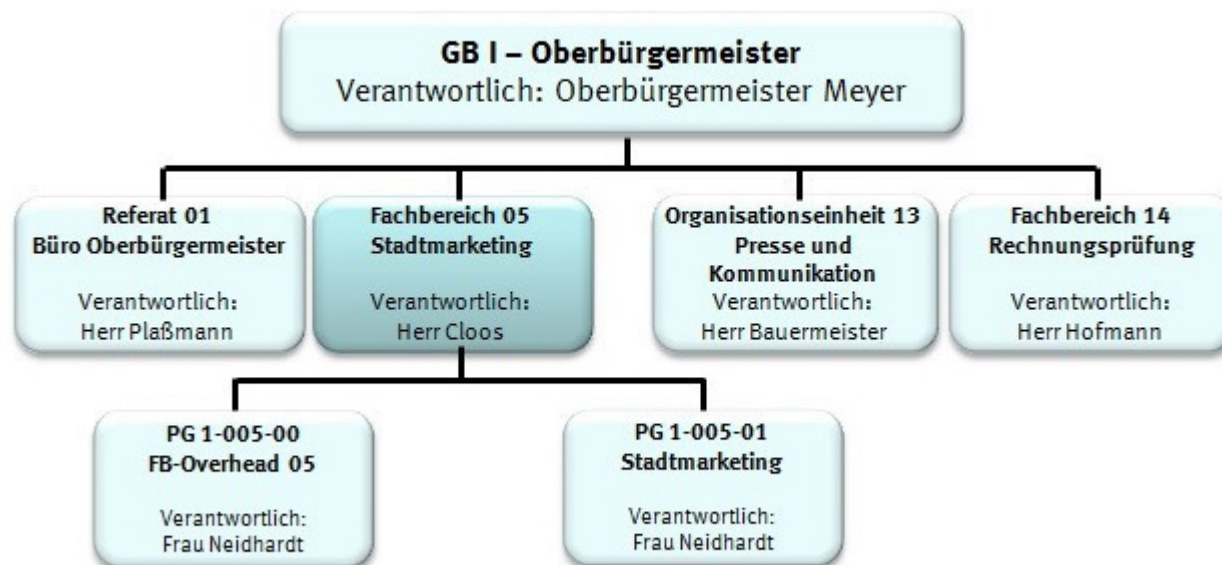 GB I – Oberbürgermeister
Verantwortlich: Oberbürgermeister Meyer
Referat 01
Büro Oberbürgermeister
Verantwortlich:
Herr Plaßmann
Fachbereich 05
Stadtmarketing
Verantwortlich:
Herr Cloos
Organisationseinheit 13
Presse und
Kommunikation
Verantwortlich:
Herr Bauermeister
Fachbereich 14
Rechnungsprüfung
Verantwortlich:
Herr Hofmann
PG 1-005-00
FB-Overhead 05
Verantwortlich:
Frau Neidhardt
PG 1-005-01
Stadtmarketing
Verantwortlich:
Frau Neidhardt